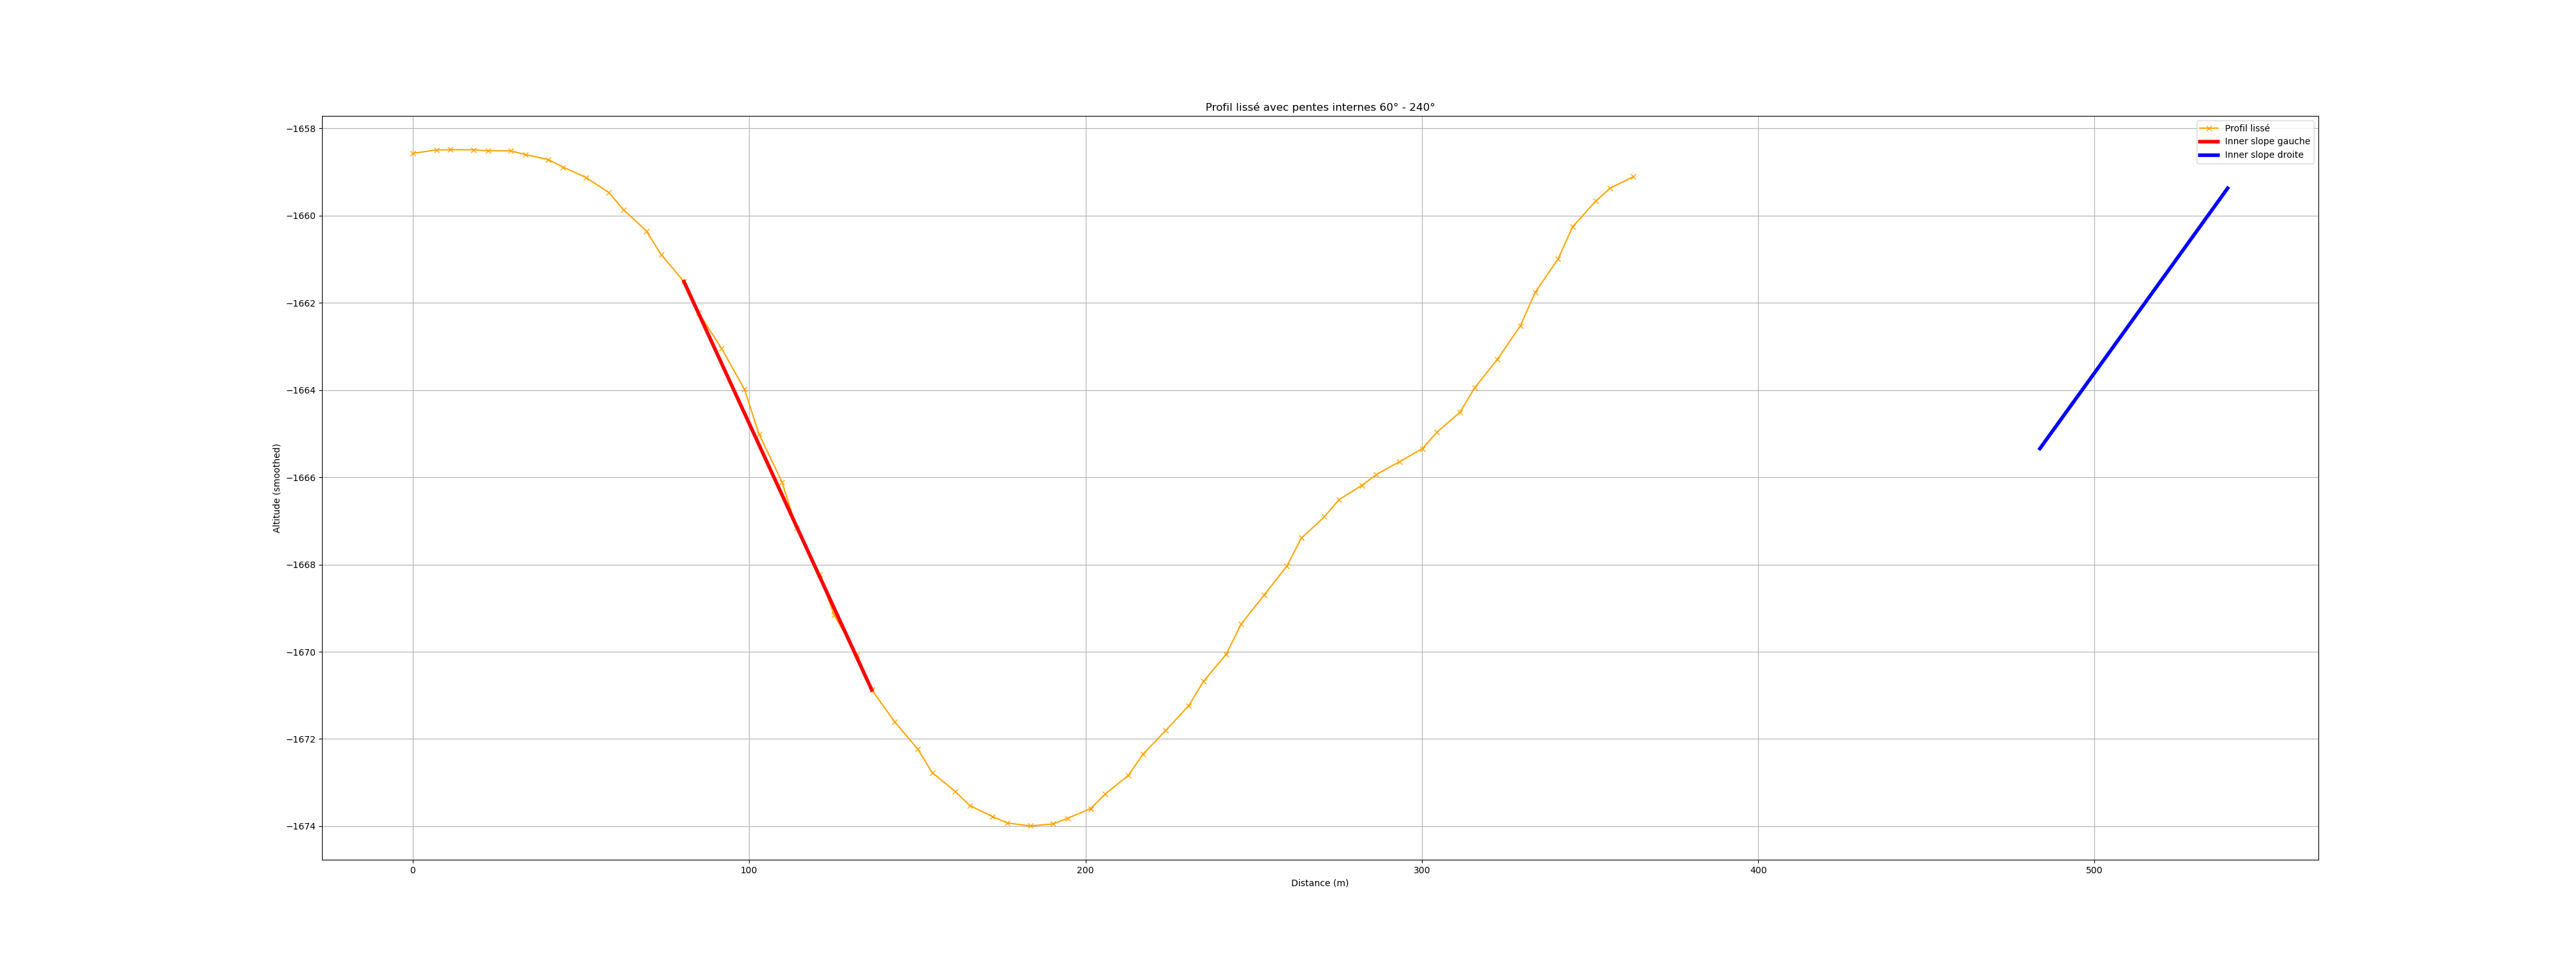 Profil lissé avec pentes internes 60° - 240°
Profil lissé
Inner slope gauche
Inner slope droite
−1658
−1660
−1662
−1664
−1666
−1668
−1670
−1672
−1674
Altitude (smoothed)
0
100
200
300
400
500
Distance (m)